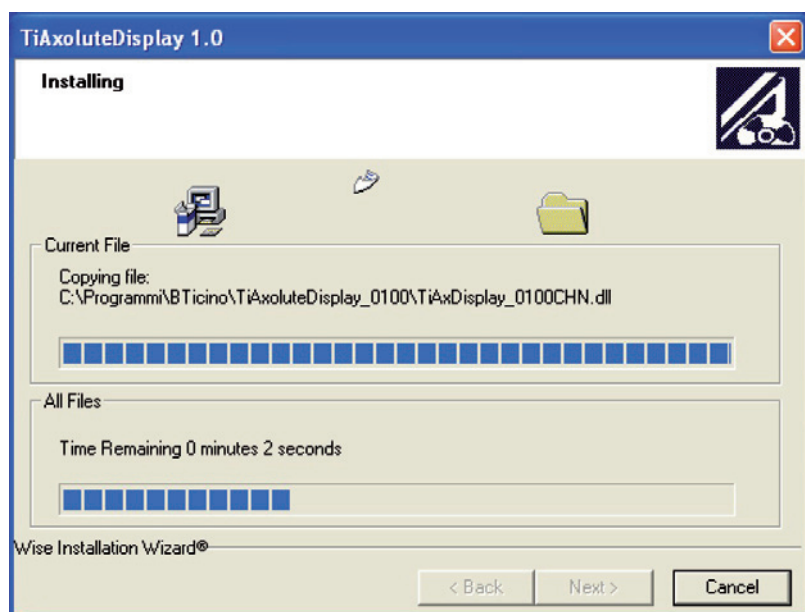 TiAxoluteDisplay 1.0
Installing
Current File
Copying file:
C:\Programmi\BTicino\TiAxoluteDisplay_0100\TiAxDisplay_0100CHN.dll
All Files
Time Remaining 0 minutes 2 seconds
Wise Installation Wizard®
< Back Next > Cancel